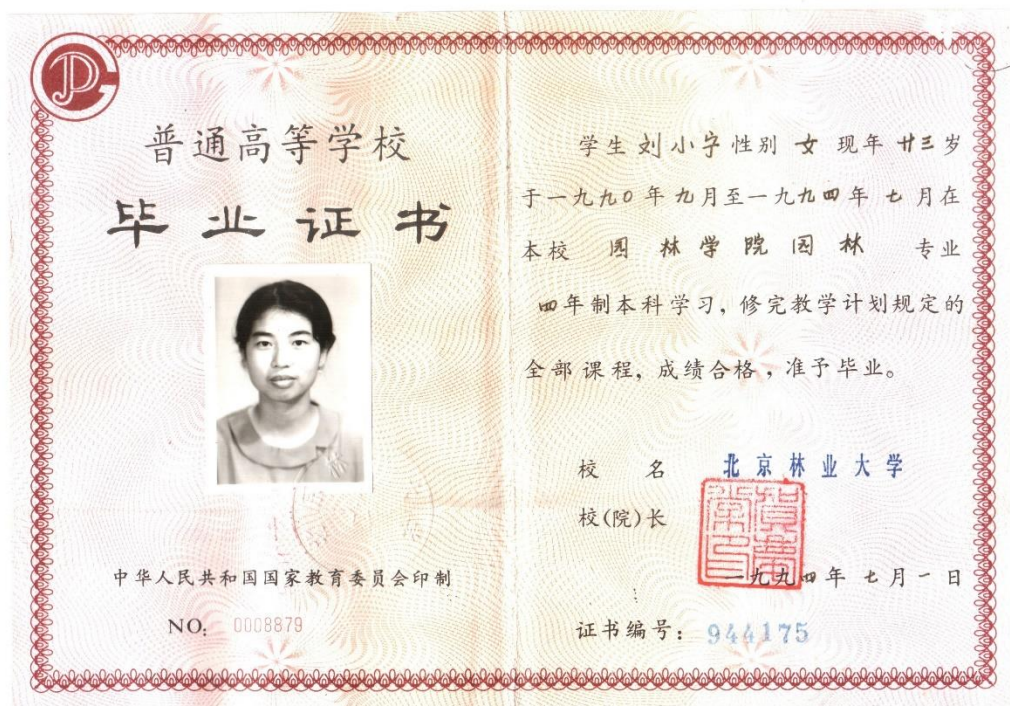 普通高等学校
毕业证书
中华人民共和国国家教育委员会印制
NO: 0008879
学生 刘小字 性别 女 现年 廿三岁
于一九九0年九月至一九九四年七月在
本校 园林学院园林 专业
四年制本科学习,修完教学计划规定的
全部课程,成绩合格,准予毕业。
校 名 北京林业大学
校(院)长
一九九四年七月一日
证书编号: 944175